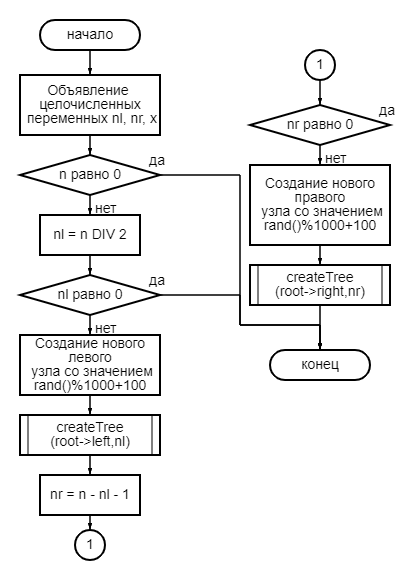 начало
Объявление
целочисленных
переменных nl, nr, x
n равно 0
да
нет
nl = n DIV 2
nl равно 0
да
нет
Создание нового
левого
узла со значением
rand()%1000+100
createTree
(root->left,nl)
nr = n - nl - 1
1
1
nr равно 0
да
нет
Создание нового
правого
узла со значением
rand()%1000+100
createTree
(root->right,nr)
конец